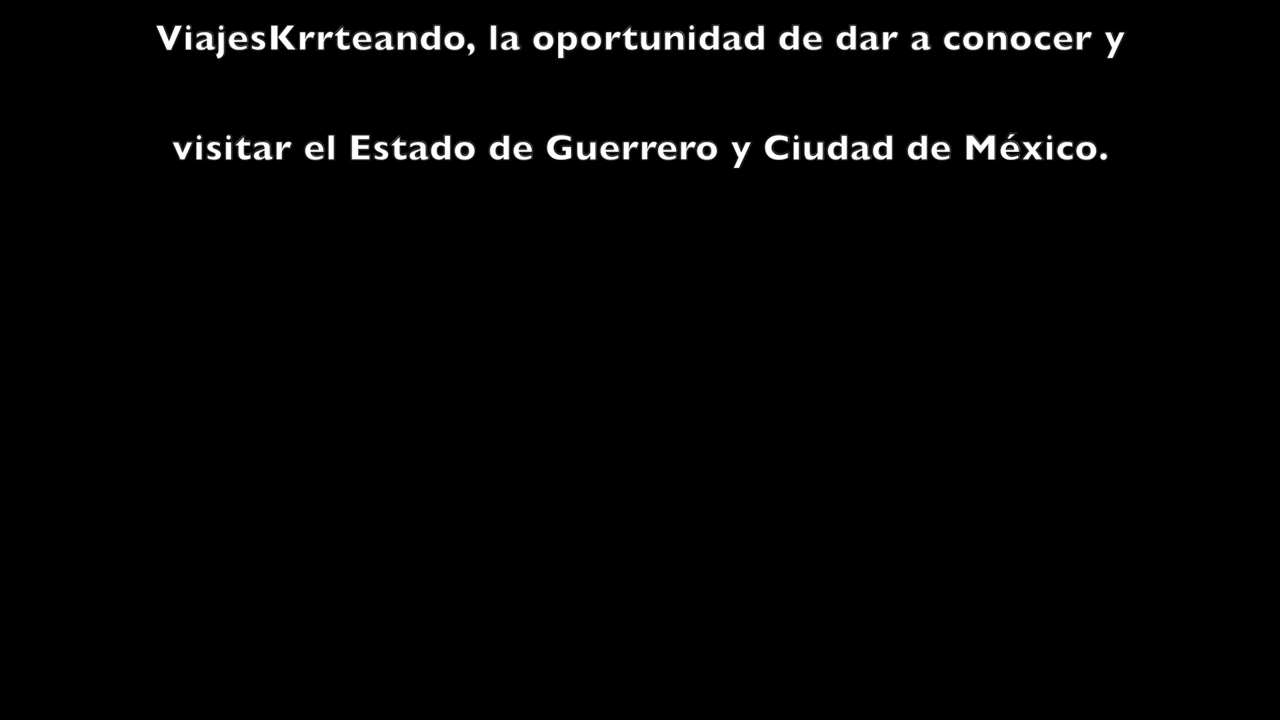 ViajesKrrteando, la oportunidad de dar a conocer y
visitar el Estado de Guerrero y Ciudad de México.